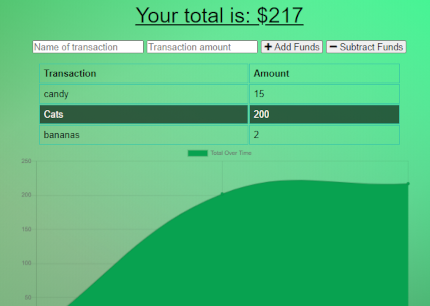 Your total is: $217
Name of transaction Transaction amount + Add Funds − Subtract Funds
Transaction Amount
candy 15
Cats 200
bananas 2
Total Over Time
250
200
150
100
50